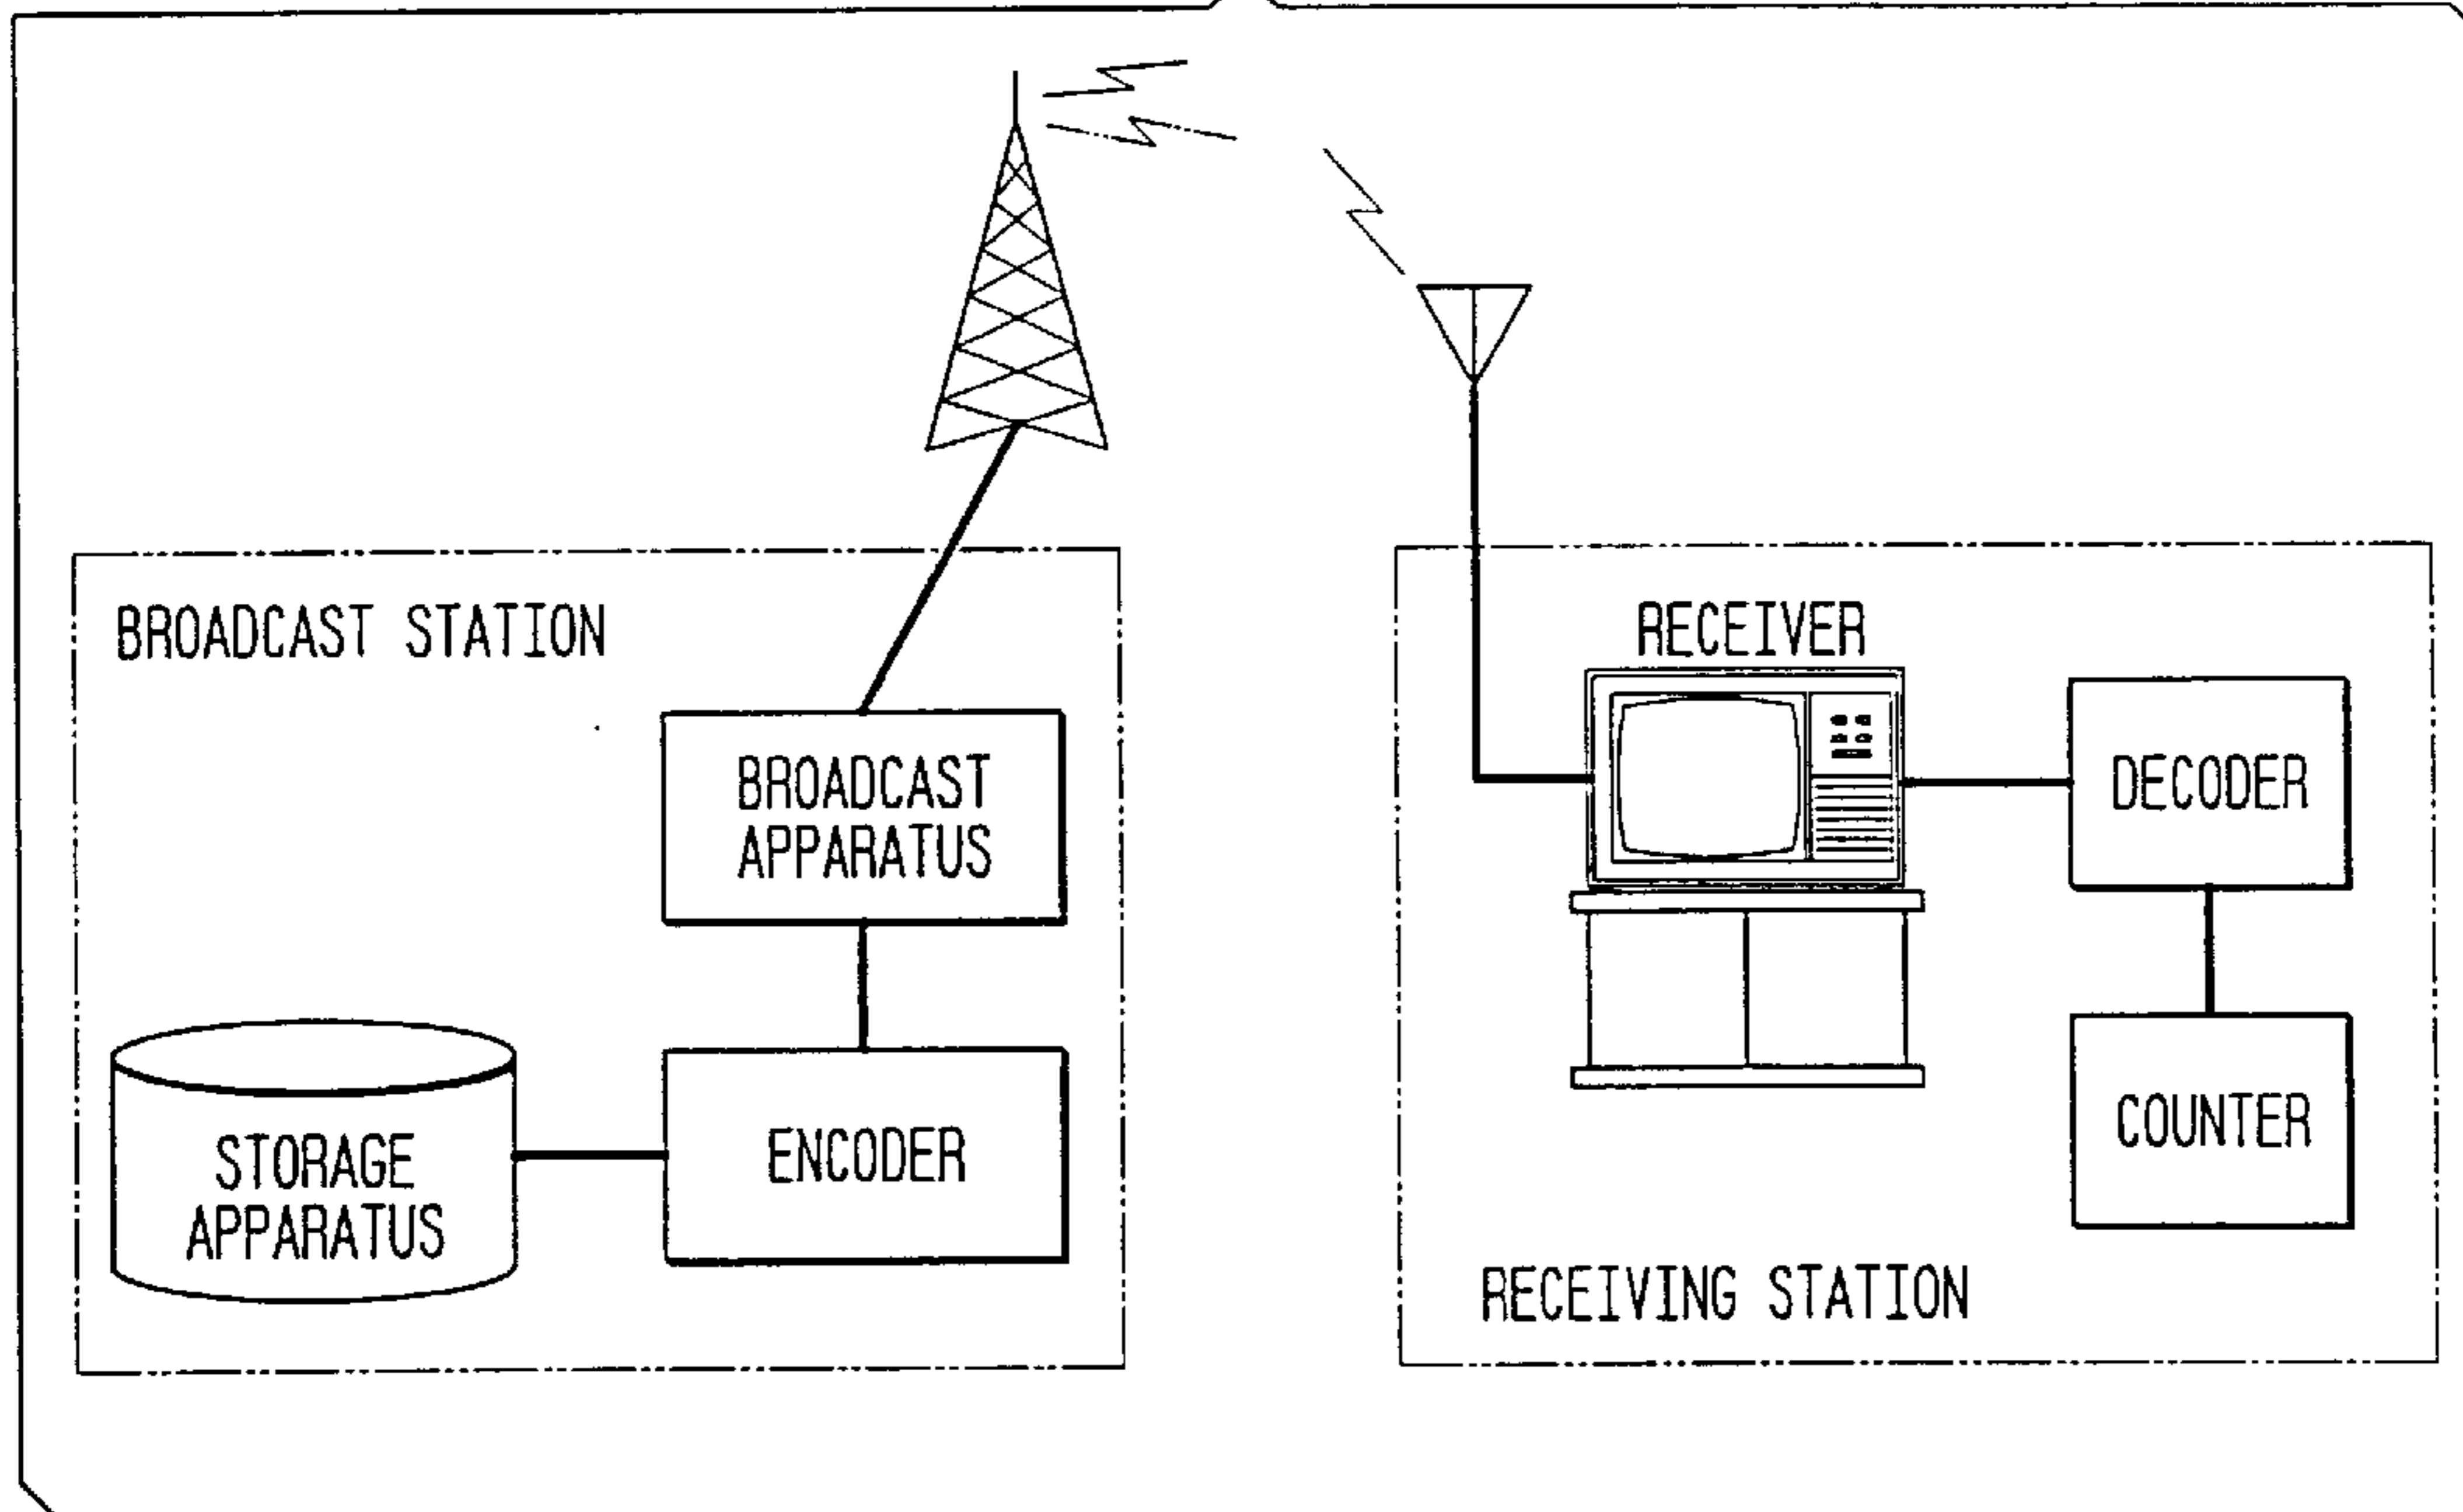 BROADCAST STATION
BROADCAST
APPARATUS
STORAGE
APPARATUS
ENCODER
RECEIVER
DECODER
COUNTER
RECEIVING STATION